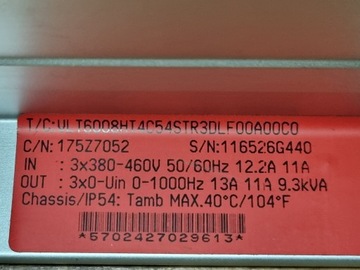 T/C: VLT6008HT4C54STR3DLF00A00C0
C/N: 175Z7052 S/N: 116526G440
IN : 3x380-460V 50/60Hz 12.2A 11A
OUT : 3x0-Uin 0-1000Hz 13A 11A 9.3kVA
Chassis/IP54: Tamb MAX.40°C/104°F
*5702427029613*